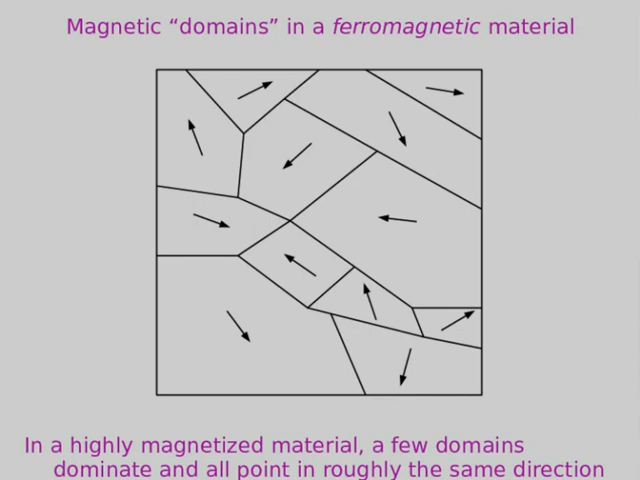 Magnetic “domains” in a ferromagnetic material
In a highly magnetized material, a few domains
dominate and all point in roughly the same direction